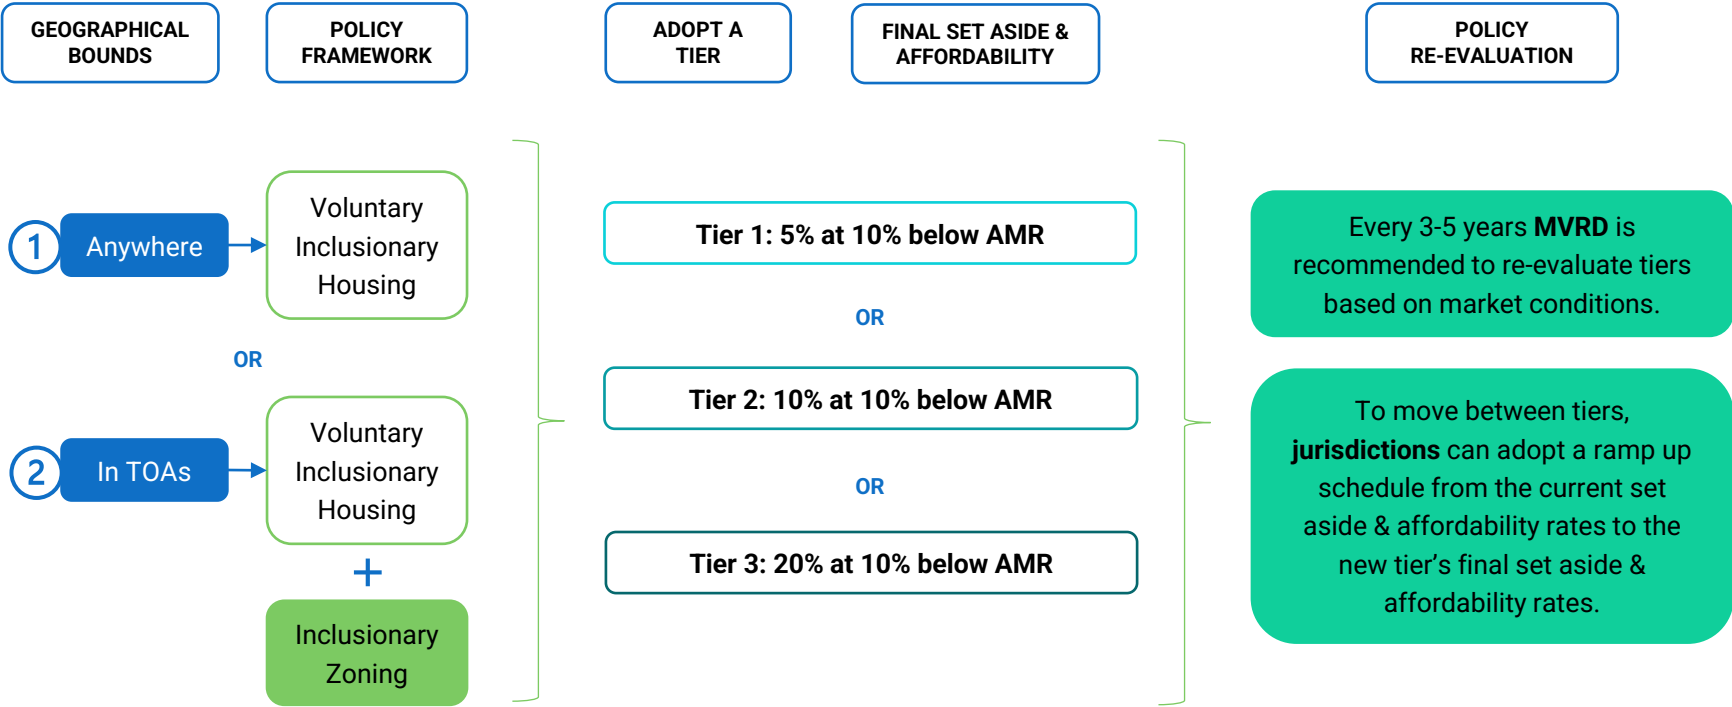 GEOGRAPHICAL
BOUNDS
POLICY
FRAMEWORK
ADOPT A
TIER
FINAL SET ASIDE &
AFFORDABILITY
POLICY
RE-EVALUATION
1
Anywhere
Voluntary
Inclusionary
Housing
OR
2
In TOAs
Voluntary
Inclusionary
Housing
+
Inclusionary
Zoning
Tier 1: 5% at 10% below AMR
OR
Tier 2: 10% at 10% below AMR
OR
Tier 3: 20% at 10% below AMR
Every 3-5 years MVRD is
recommended to re-evaluate tiers
based on market conditions.
To move between tiers,
jurisdictions can adopt a ramp up
schedule from the current set
aside & affordability rates to the
new tier's final set aside &
affordability rates.